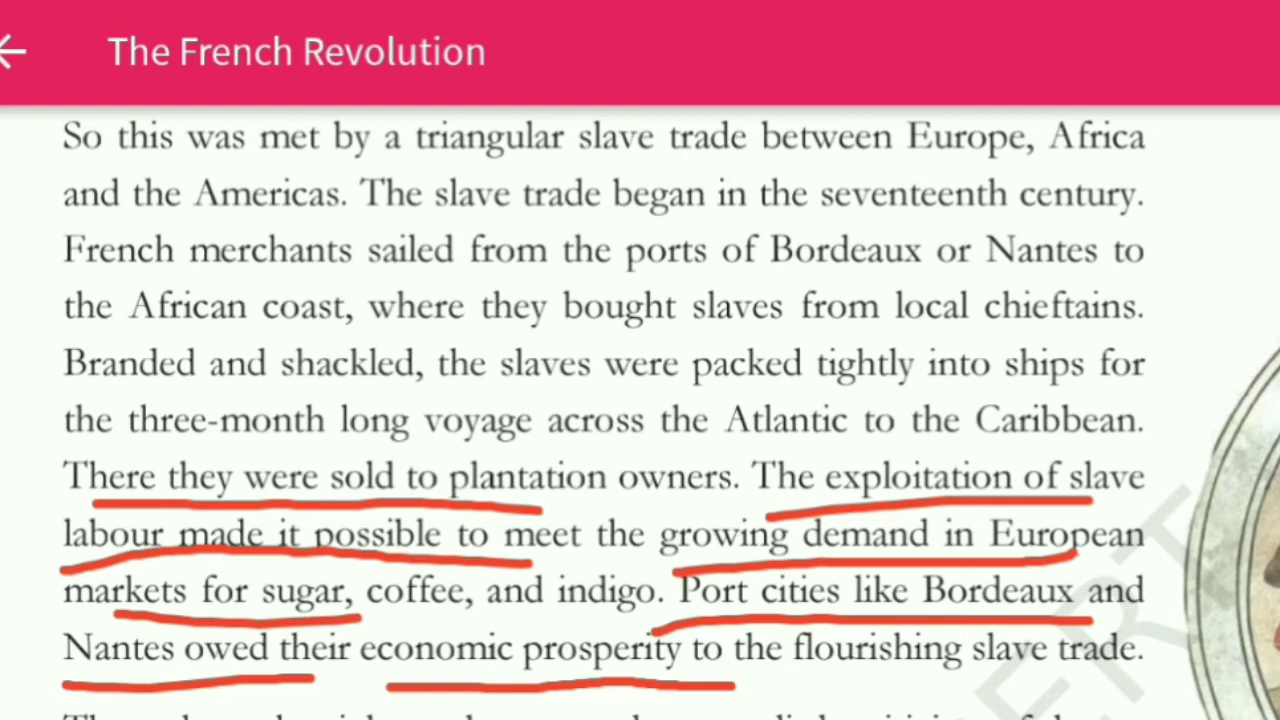 The French Revolution
So this was met by a triangular slave trade between Europe, Africa
and the Americas. The slave trade began in the seventeenth century.
French merchants sailed from the ports of Bordeaux or Nantes to
the African coast, where they bought slaves from local chieftains.
Branded and shackled, the slaves were packed tightly into ships for
the three-month long voyage across the Atlantic to the Caribbean.
There they were sold to plantation owners. The exploitation of slave
labour made it possible to meet the growing demand in European
markets for sugar, coffee, and indigo. Port cities like Bordeaux and
Nantes owed their economic prosperity to the flourishing slave trade.